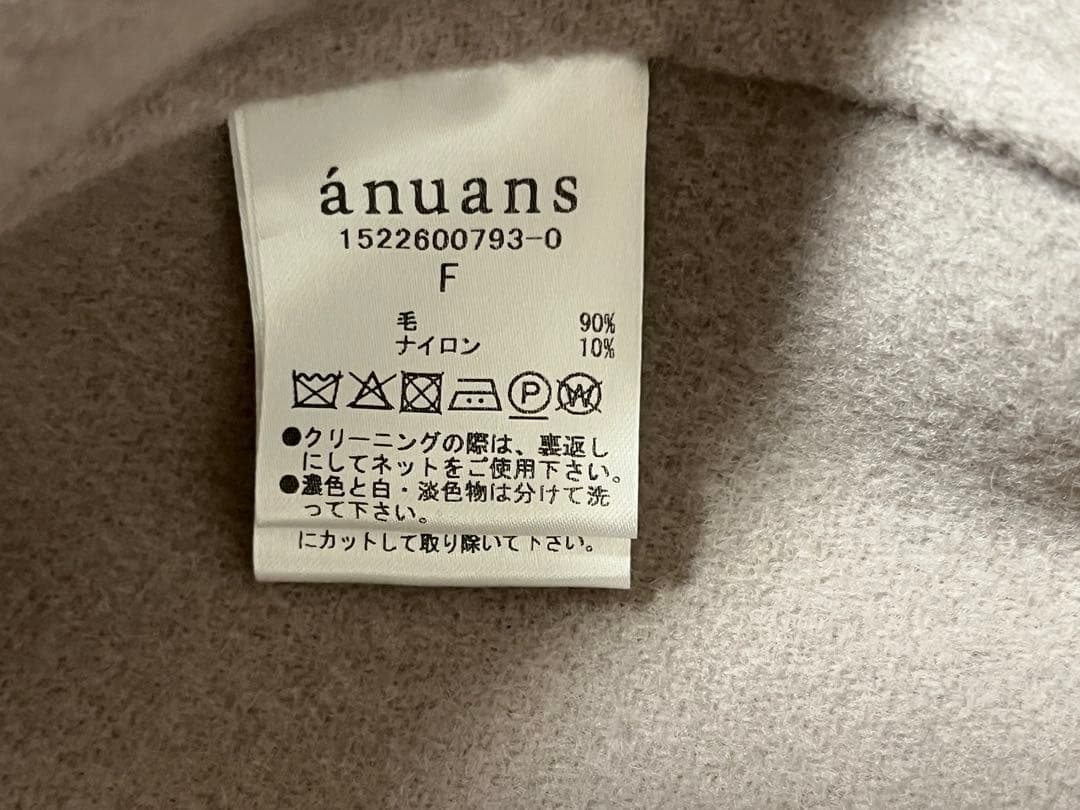 ánuans
1522600793-0
F
毛 90%
ナイロン 10%
P W
●クリーニングの際は、裏返し
にしてネットをご使用下さい。
●濃色と白・淡色物は分けて洗
って下さい。
にカットして取り除いて下さい。